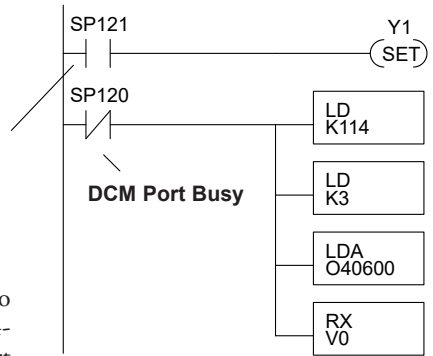 SP121
Y1
SET
SP120
LD
K114
DCM Port Busy
LD
K3
LDA
O40600
RX
V0